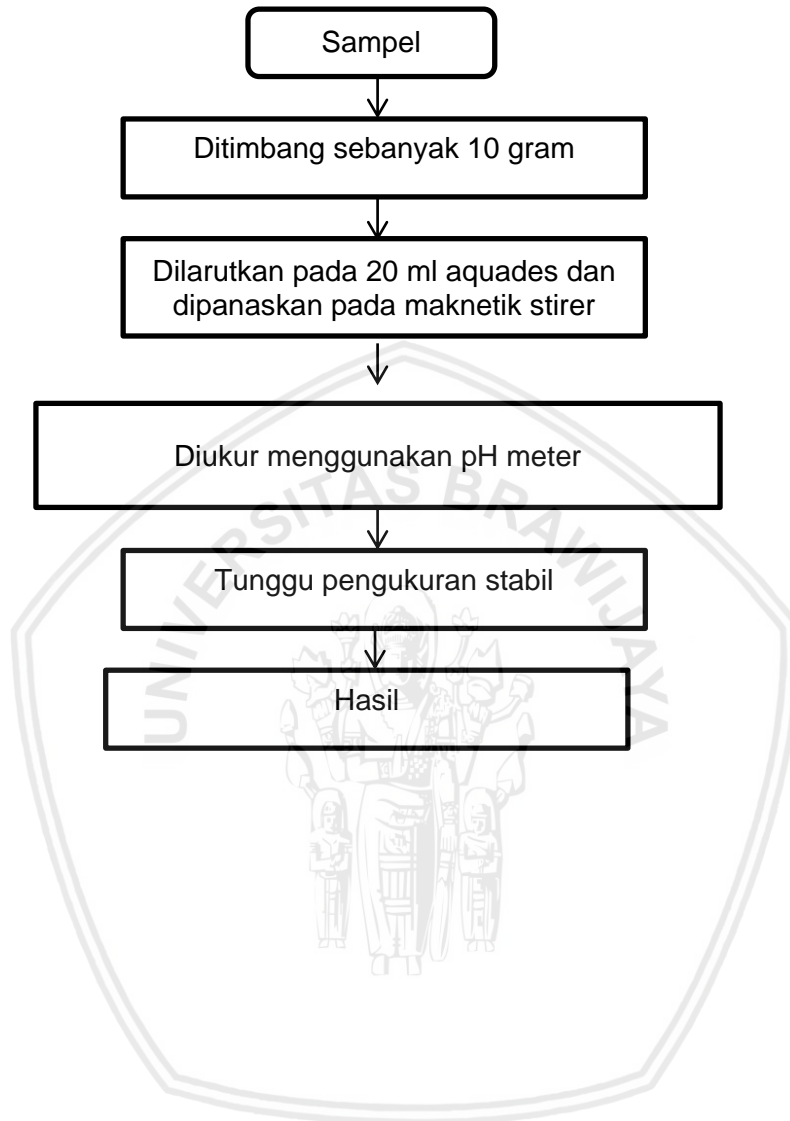 Sampel
Ditimbang sebanyak 10 gram
Dilarutkan pada 20 ml aquades dan
dipanaskan pada maknetik stirer
Diukur menggunakan pH meter
UNIVERSITAS BRAWIJAYA
Tunggu pengukuran stabil
Hasil